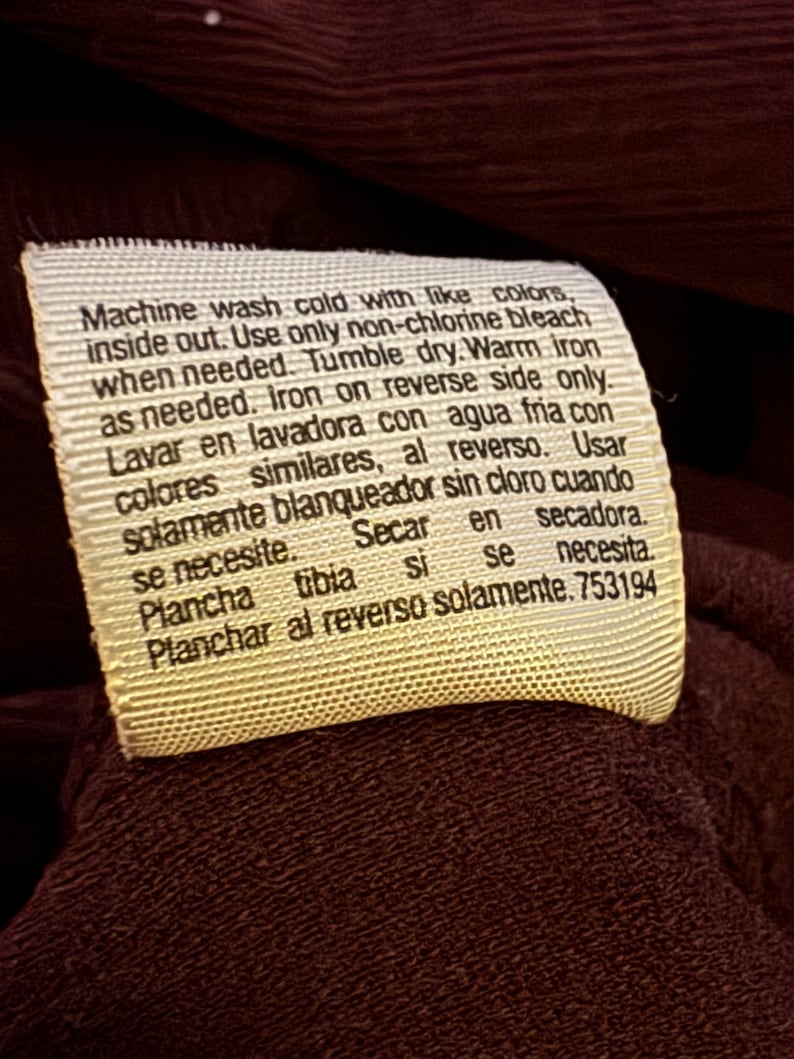 Machine wash cold with like colors,
inside out. Use only non-chlorine bleach
when needed. Tumble dry. Warm iron
as needed. Iron on reverse side only.
Lavar en lavadora con agua fria con
colores similares, al reverso. Usar
solamente blanqueador sin cloro cuando
se necesite. Secar en secadora.
Plancha tibia si se necesita.
Planchar al reverso solamente. 753194